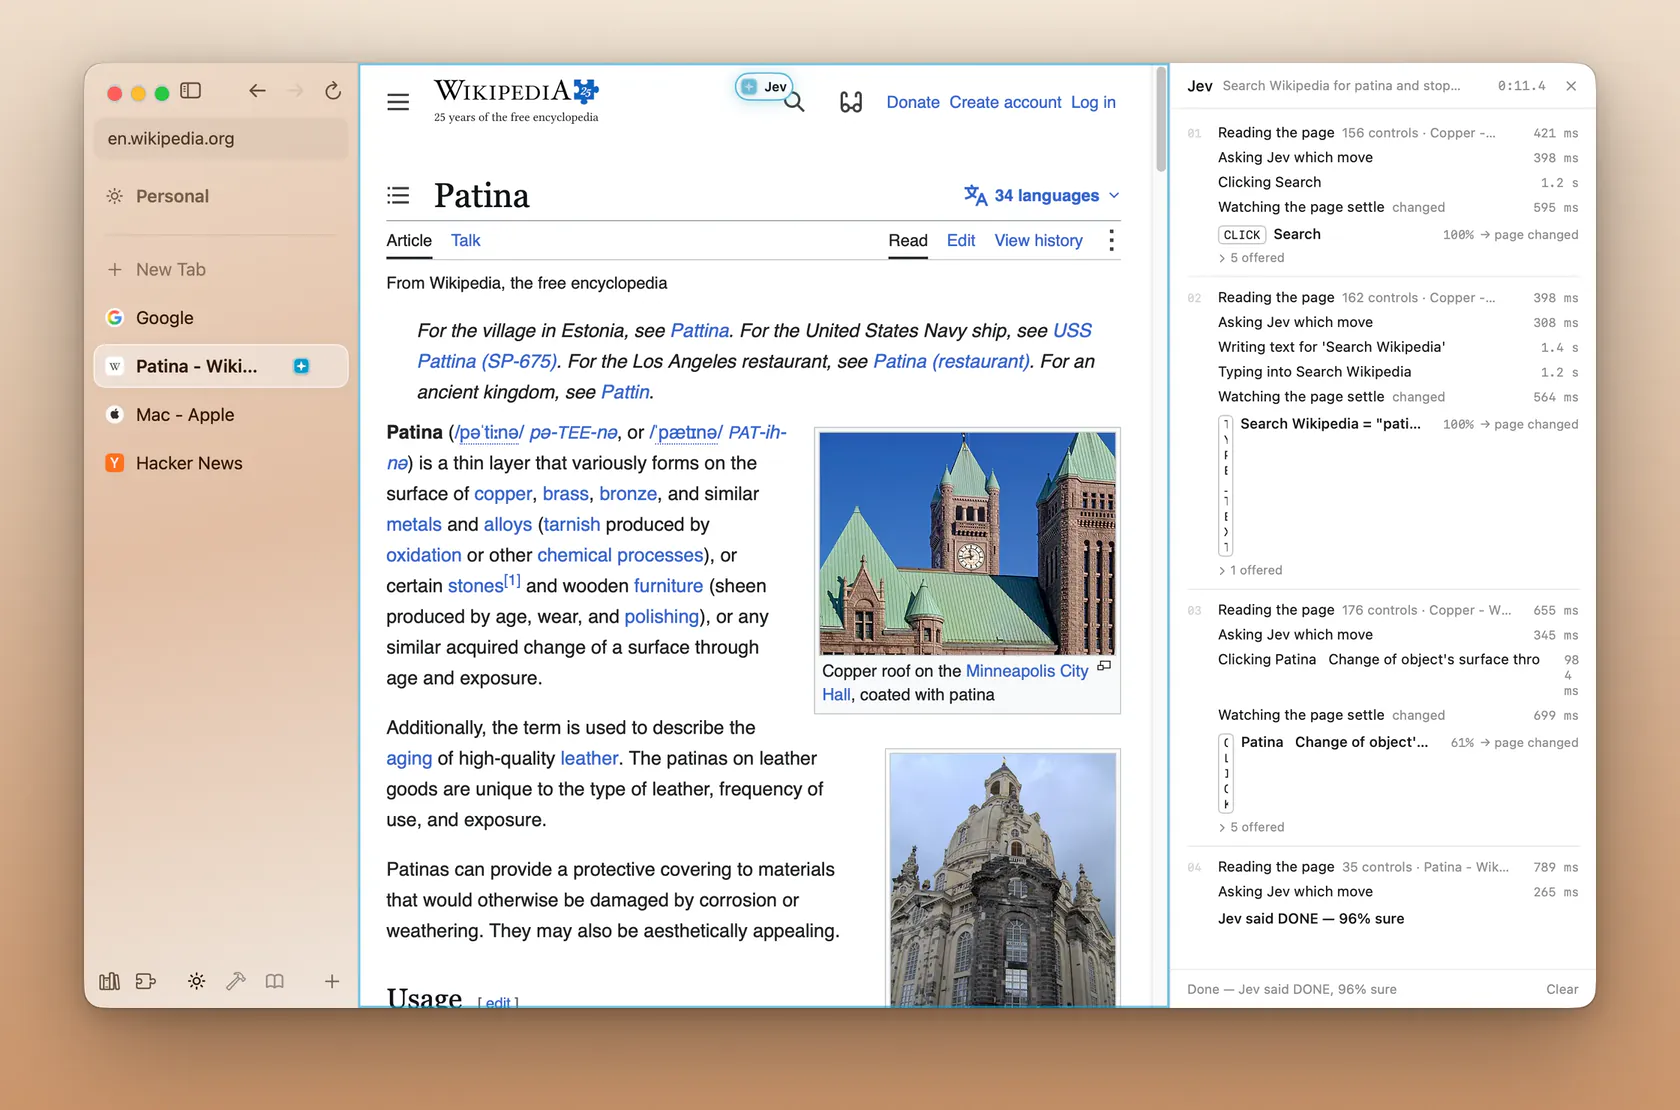 en.wikipedia.org
Personal
New Tab
Google
Patina - Wiki...
Mac - Apple
Hacker News
WIKIPEDIA 25
25 years of the free encyclopedia
Jev
Donate Create account Log in
Patina
34 languages
Article Talk Read Edit View history
From Wikipedia, the free encyclopedia
For the village in Estonia, see Pattina. For the United States Navy ship, see USS
Pattina (SP-675). For the Los Angeles restaurant, see Patina (restaurant). For an
ancient kingdom, see Pattin.
Patina (/pəˈtiːnə/ pə-TEE-nə, or /ˈpætɪnə/ PAT-ih-
nə) is a thin layer that variously forms on the
surface of copper, brass, bronze, and similar
metals and alloys (tarnish produced by
oxidation or other chemical processes), or
certain stones[1] and wooden furniture (sheen
produced by age, wear, and polishing), or any
similar acquired change of a surface through
age and exposure.
Copper roof on the Minneapolis City
Hall, coated with patina
Additionally, the term is used to describe the
aging of high-quality leather. The patinas on leather
goods are unique to the type of leather, frequency of
use, and exposure.
Patinas can provide a protective covering to materials
that would otherwise be damaged by corrosion or
weathering. They may also be aesthetically appealing.
Usage [ edit ]
Jev Search Wikipedia for patina and stop... 0:11.4
01 Reading the page 156 controls · Copper -... 421 ms
Asking Jev which move 398 ms
Clicking Search 1.2 s
Watching the page settle changed 595 ms
CLICK Search 100% → page changed
5 offered
02 Reading the page 162 controls · Copper -... 398 ms
Asking Jev which move 308 ms
Writing text for 'Search Wikipedia' 1.4 s
Typing into Search Wikipedia 1.2 s
Watching the page settle changed 564 ms
Search Wikipedia = "pati... 100% → page changed
1 offered
03 Reading the page 176 controls · Copper - W... 655 ms
Asking Jev which move 345 ms
Clicking Patina Change of object's surface thro 98
4
ms
Watching the page settle changed 699 ms
Patina Change of object'... 61% → page changed
5 offered
04 Reading the page 35 controls · Patina - Wik... 789 ms
Asking Jev which move 265 ms
Jev said DONE — 96% sure
Done — Jev said DONE, 96% sure Clear